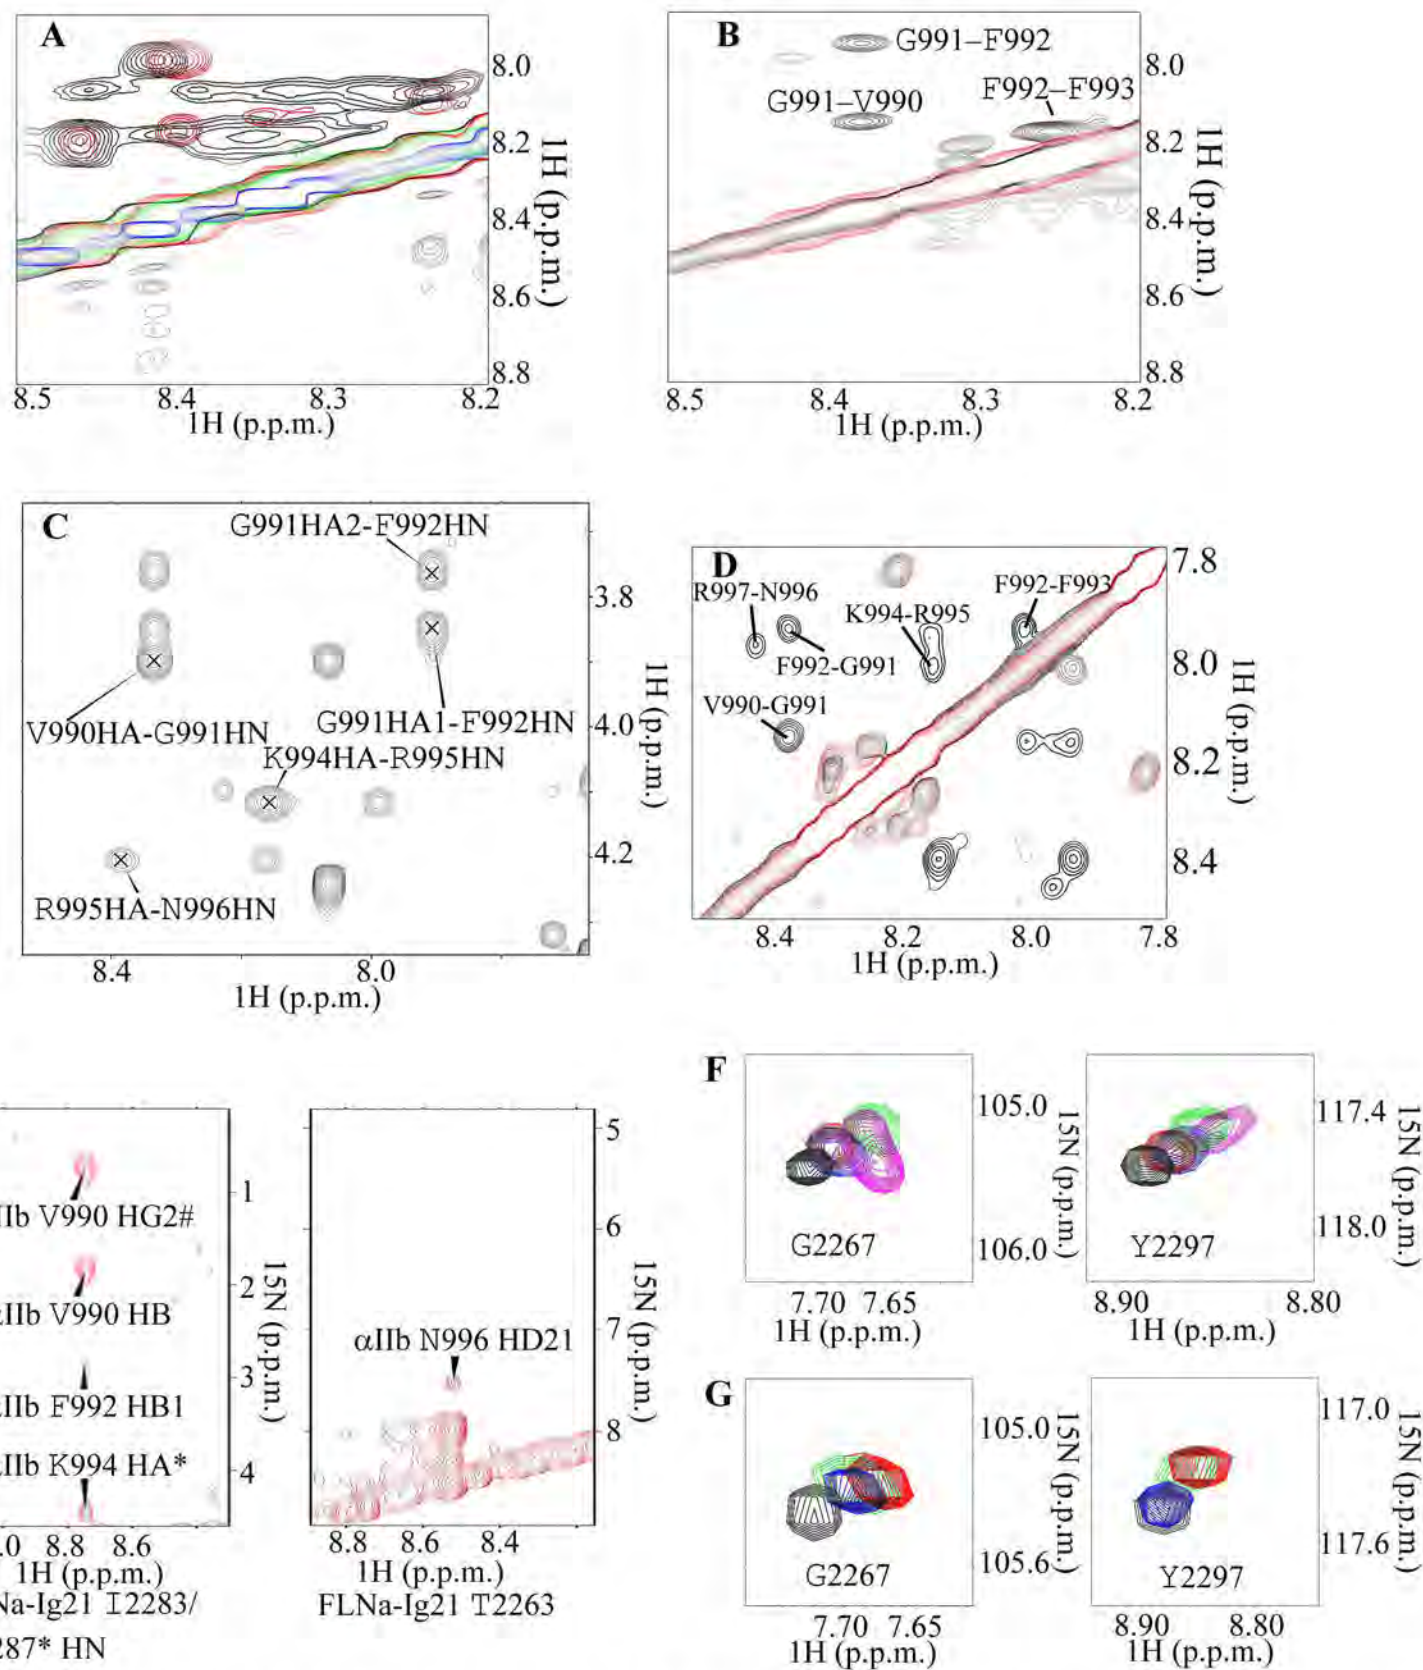 A
8.0
8.2
8.4
8.6
8.8
1H (p.p.m.)
8.5 8.4 8.3 8.2
1H (p.p.m.)
B
G991–F992
G991–V990
F992–F993
8.0
8.2
8.4
8.6
8.8
1H (p.p.m.)
8.5 8.4 8.3 8.2
1H (p.p.m.)
C
G991HA2-F992HN
V990HA-G991HN
G991HA1-F992HN
K994HA-R995HN
R995HA-N996HN
3.8
4.0
4.2
1H (p.p.m.)
8.4 8.0
1H (p.p.m.)
D
R997-N996
F992-G991
K994-R995
F992-F993
V990-G991
7.8
8.0
8.2
8.4
1H (p.p.m.)
8.4 8.2 8.0 7.8
1H (p.p.m.)
IIb V990 HG2#
αIIb V990 HB
αIIb F992 HB1
αIIb K994 HA*
1
2
3
4
15N (p.p.m.)
.0 8.8 8.6
1H (p.p.m.)
Na-Ig21 I2283/
287* HN
αIIb N996 HD21
5
6
7
8
15N (p.p.m.)
8.8 8.6 8.4
1H (p.p.m.)
FLNa-Ig21 T2263
F
G2267
105.0
106.0
15N (p.p.m.)
7.70 7.65
1H (p.p.m.)
Y2297
117.4
118.0
15N (p.p.m.)
8.90 8.80
1H (p.p.m.)
G
G2267
105.0
105.6
15N (p.p.m.)
7.70 7.65
1H (p.p.m.)
Y2297
117.0
117.6
15N (p.p.m.)
8.90 8.80
1H (p.p.m.)